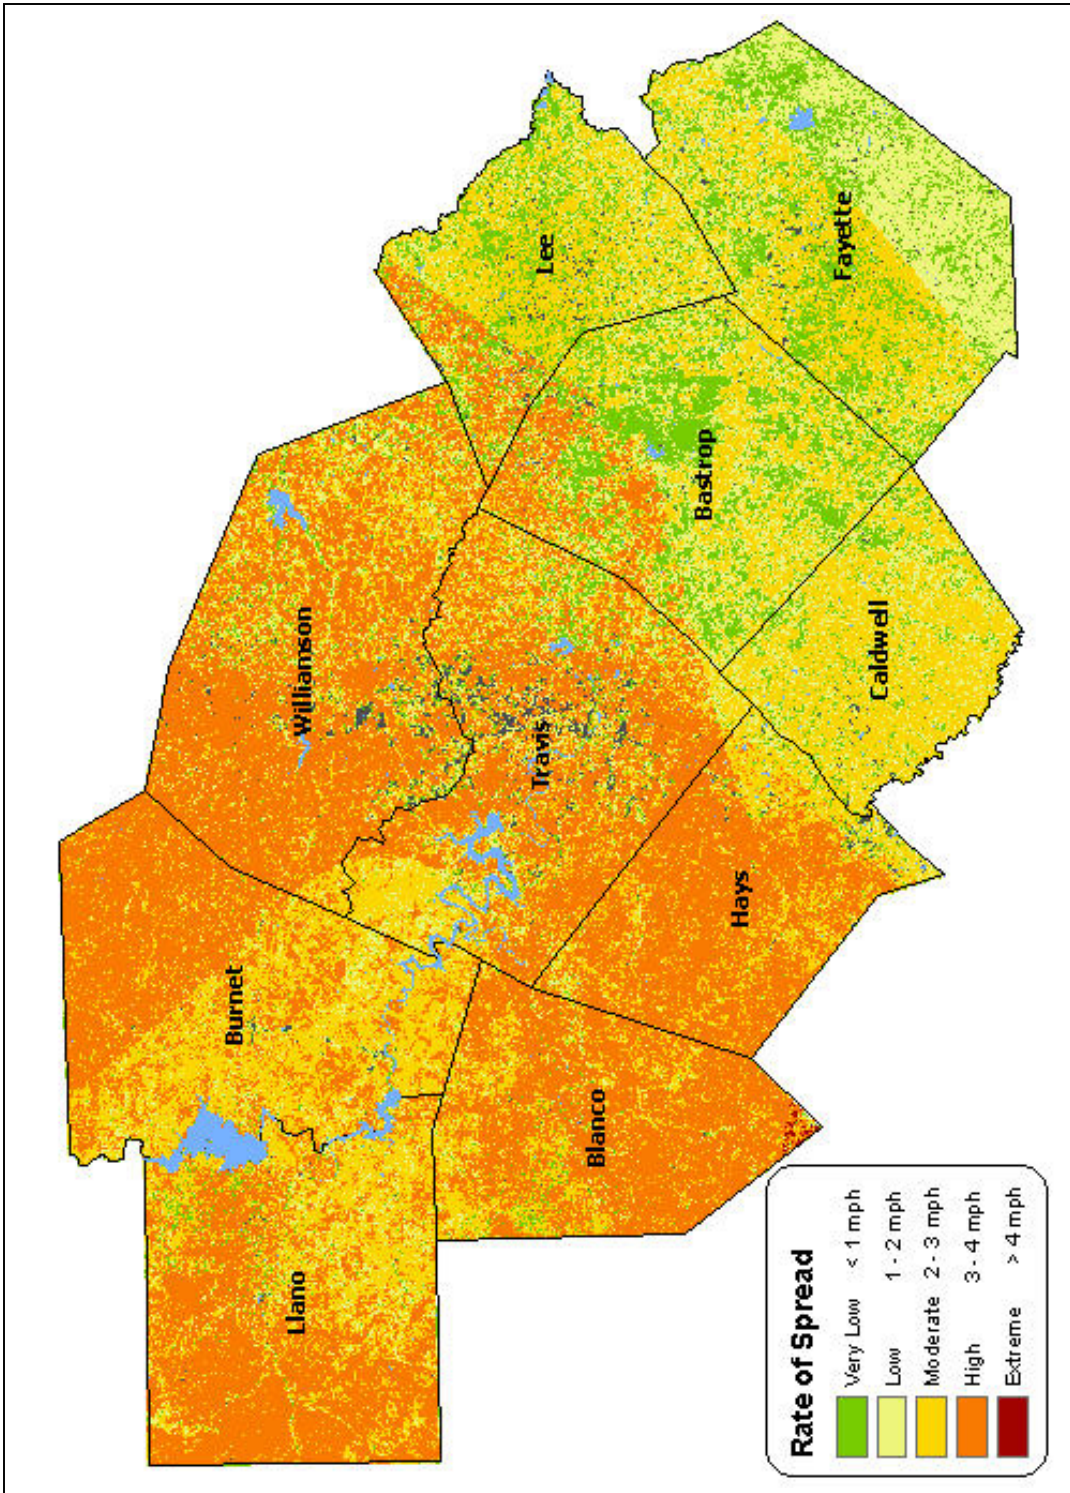 Llano
Burnet
Williamson
Blanco
Travis
Hays
Lee
Bastrop
Caldwell
Fayette
Rate of Spread
Very Low < 1 mph
Low 1 - 2 mph
Moderate 2 - 3 mph
High 3 - 4 mph
Extreme > 4 mph